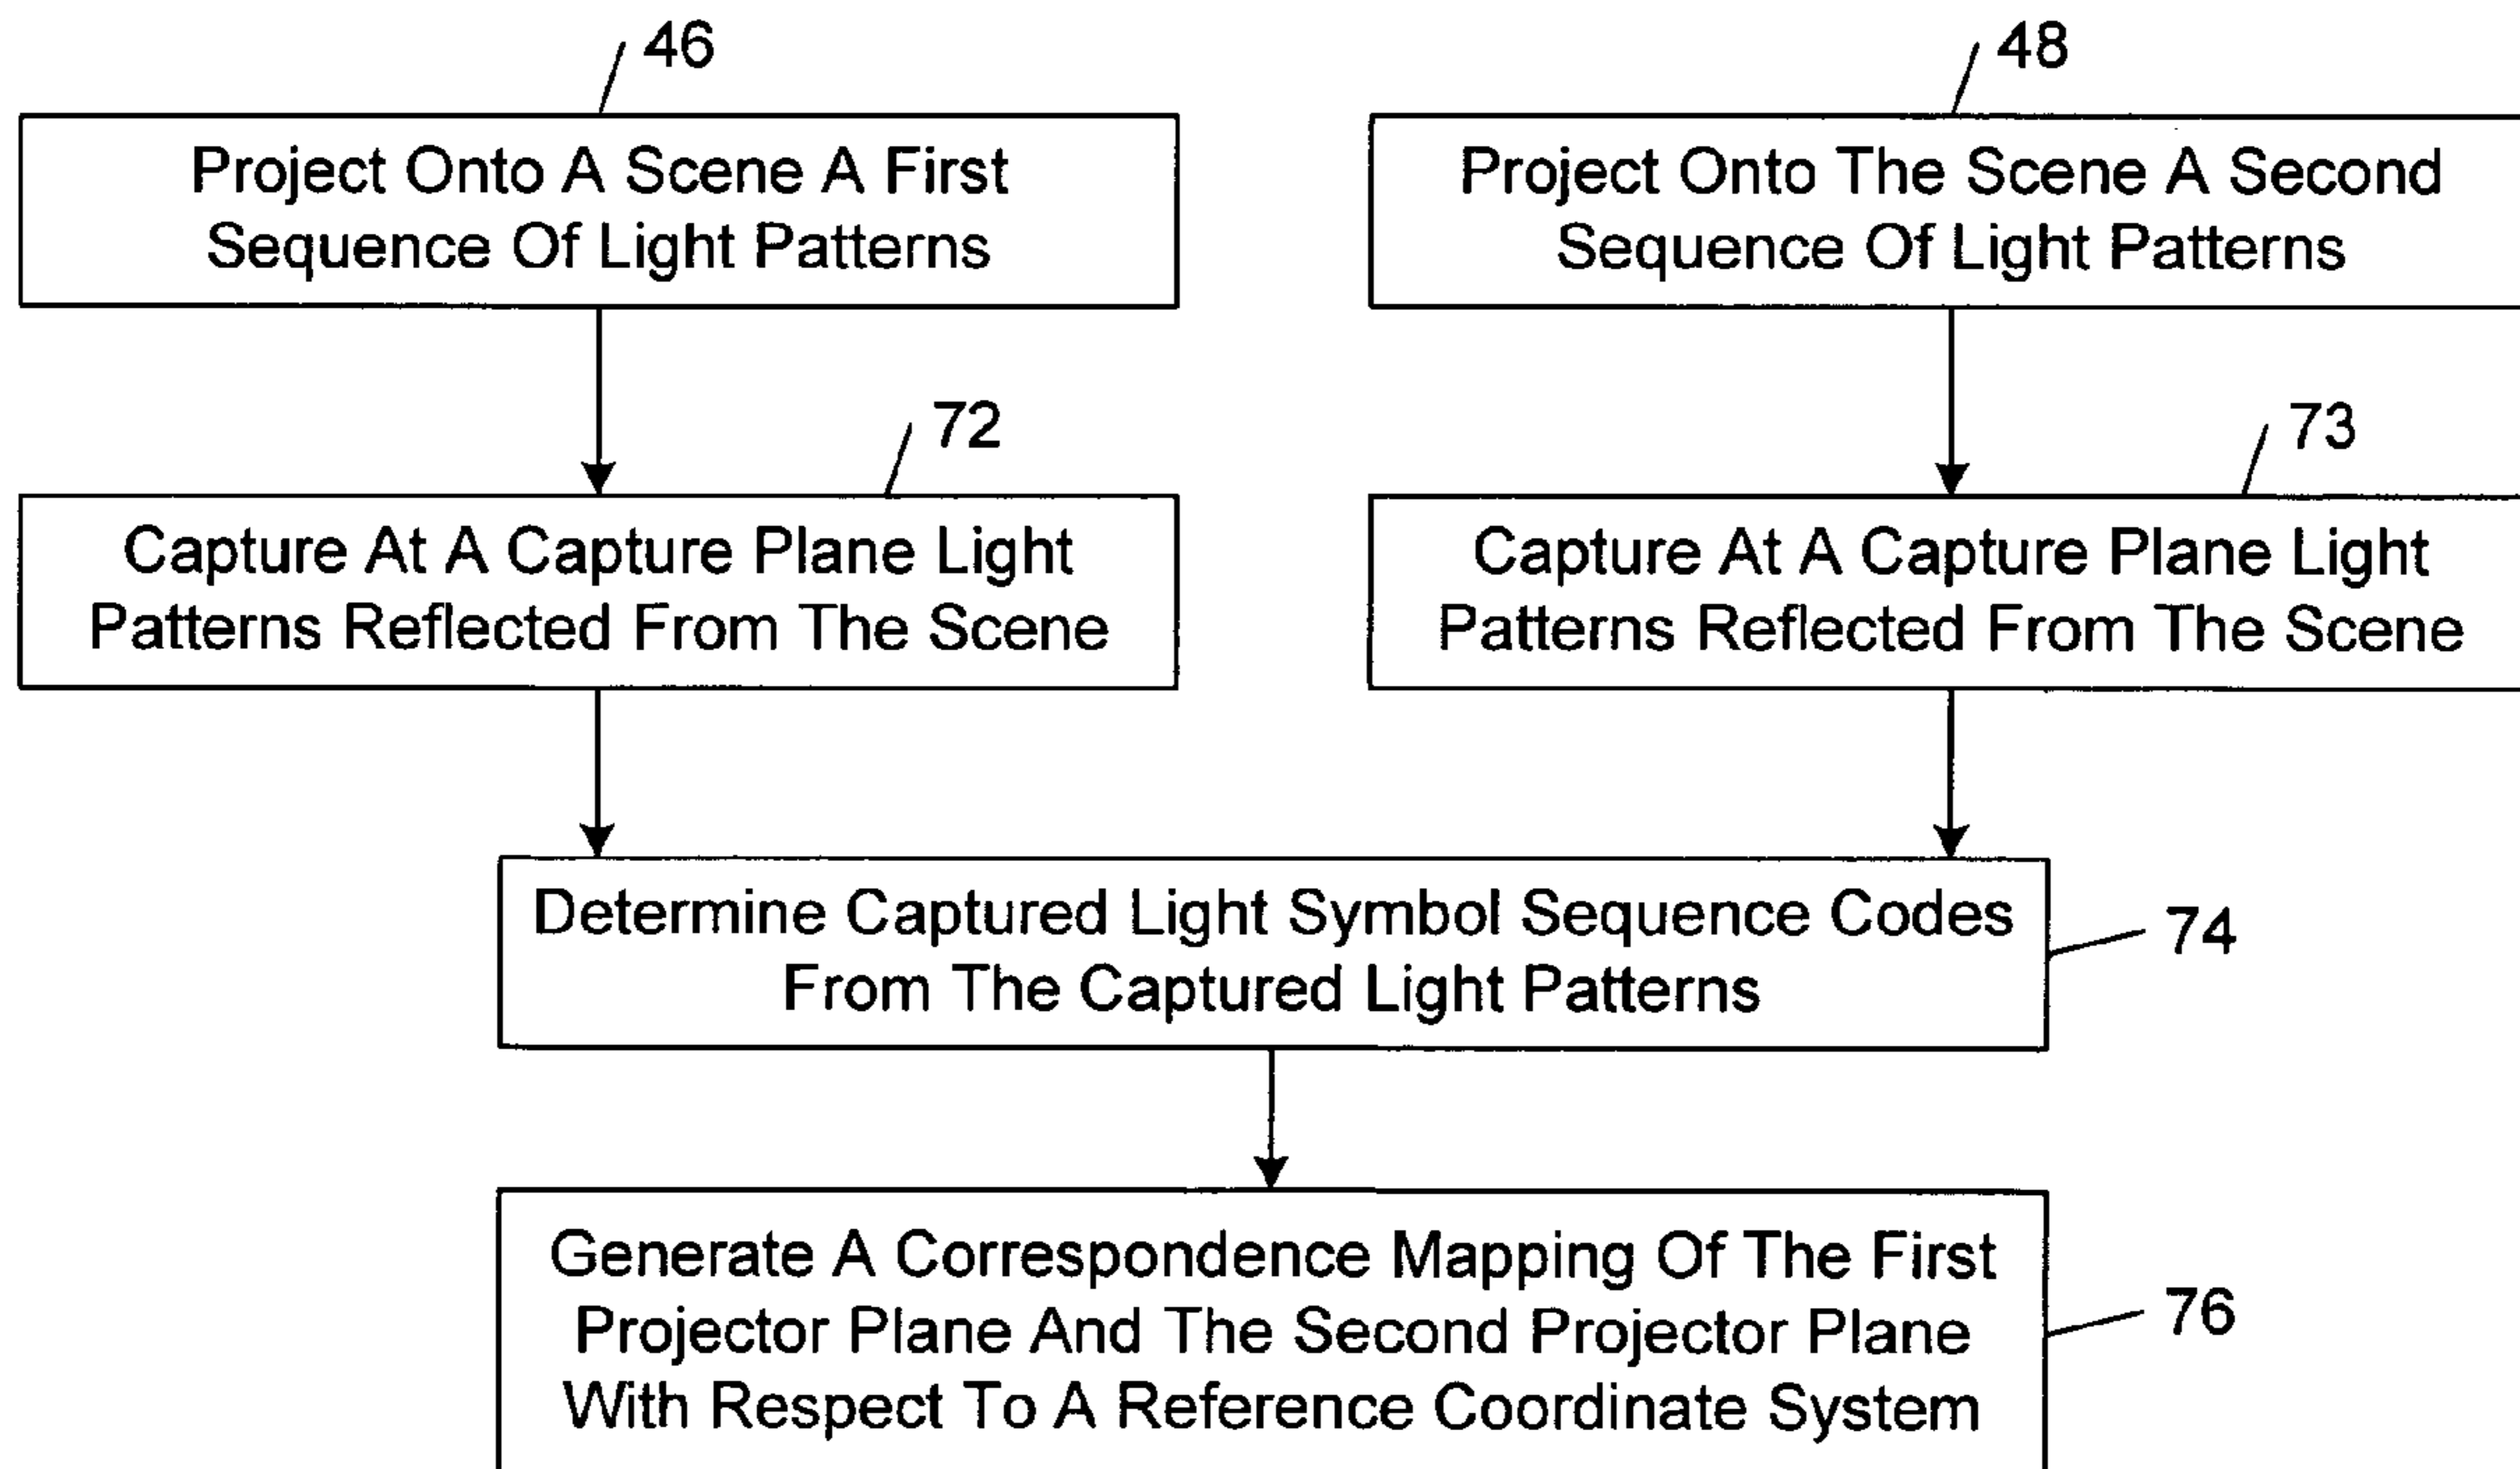 46
Project Onto A Scene A First
Sequence Of Light Patterns
48
Project Onto The Scene A Second
Sequence Of Light Patterns
72
Capture At A Capture Plane Light
Patterns Reflected From The Scene
73
Capture At A Capture Plane Light
Patterns Reflected From The Scene
Determine Captured Light Symbol Sequence Codes
From The Captured Light Patterns
74
Generate A Correspondence Mapping Of The First
Projector Plane And The Second Projector Plane
With Respect To A Reference Coordinate System
76